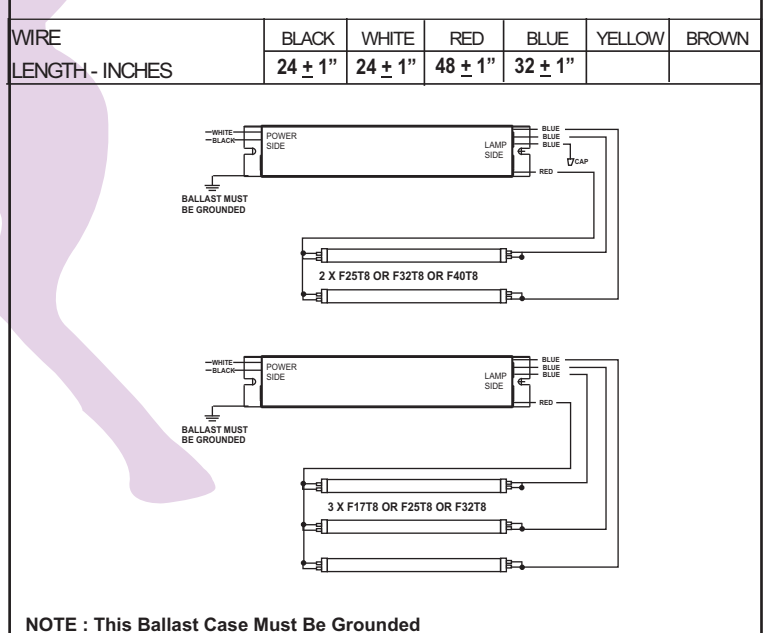 WIRE BLACK WHITE RED BLUE YELLOW BROWN
LENGTH - INCHES 24 ± 1” 24 ± 1” 48 ± 1” 32 ± 1”
WHITE
BLACK
POWER
SIDE
LAMP
SIDE
BLUE
BLUE
BLUE
CAP
RED
BALLAST MUST
BE GROUNDED
2 X F25T8 OR F32T8 OR F40T8
WHITE
BLACK
POWER
SIDE
LAMP
SIDE
BLUE
BLUE
BLUE
RED
BALLAST MUST
BE GROUNDED
3 X F17T8 OR F25T8 OR F32T8
NOTE : This Ballast Case Must Be Grounded